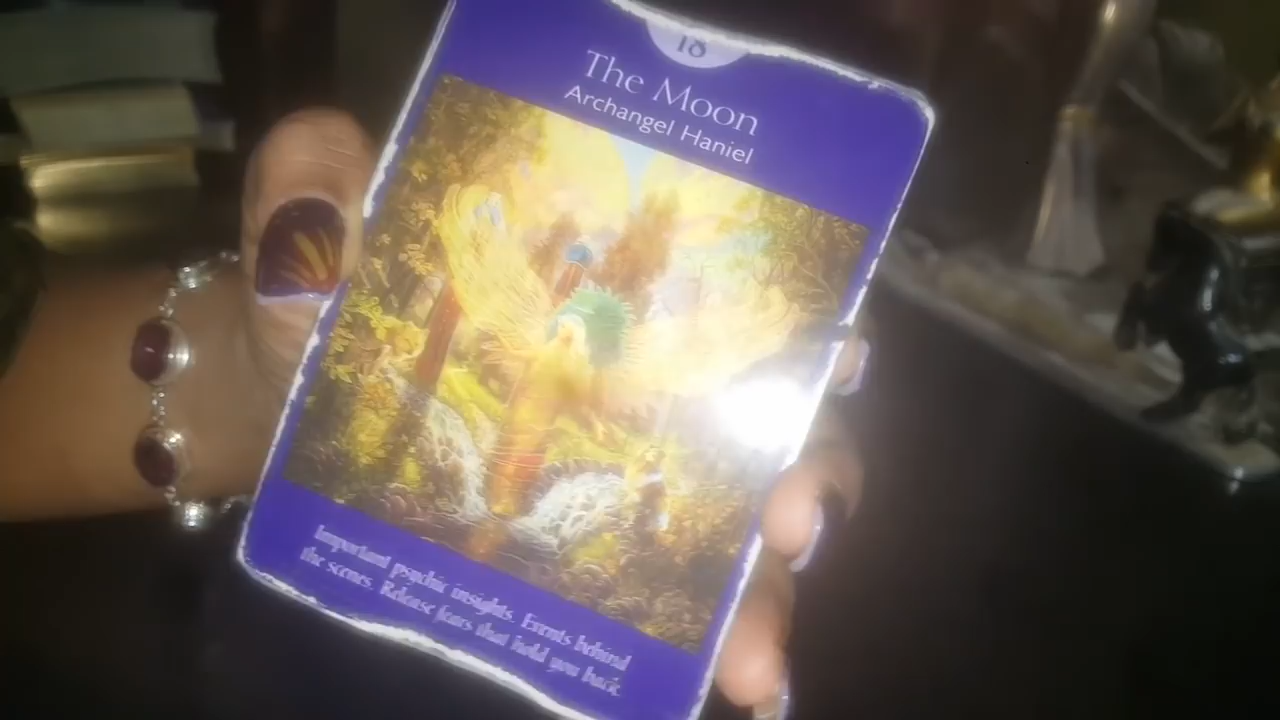 18
The Moon
Archangel Haniel
Important psychic insights. Events behind
the scenes. Release fears that hold you back.